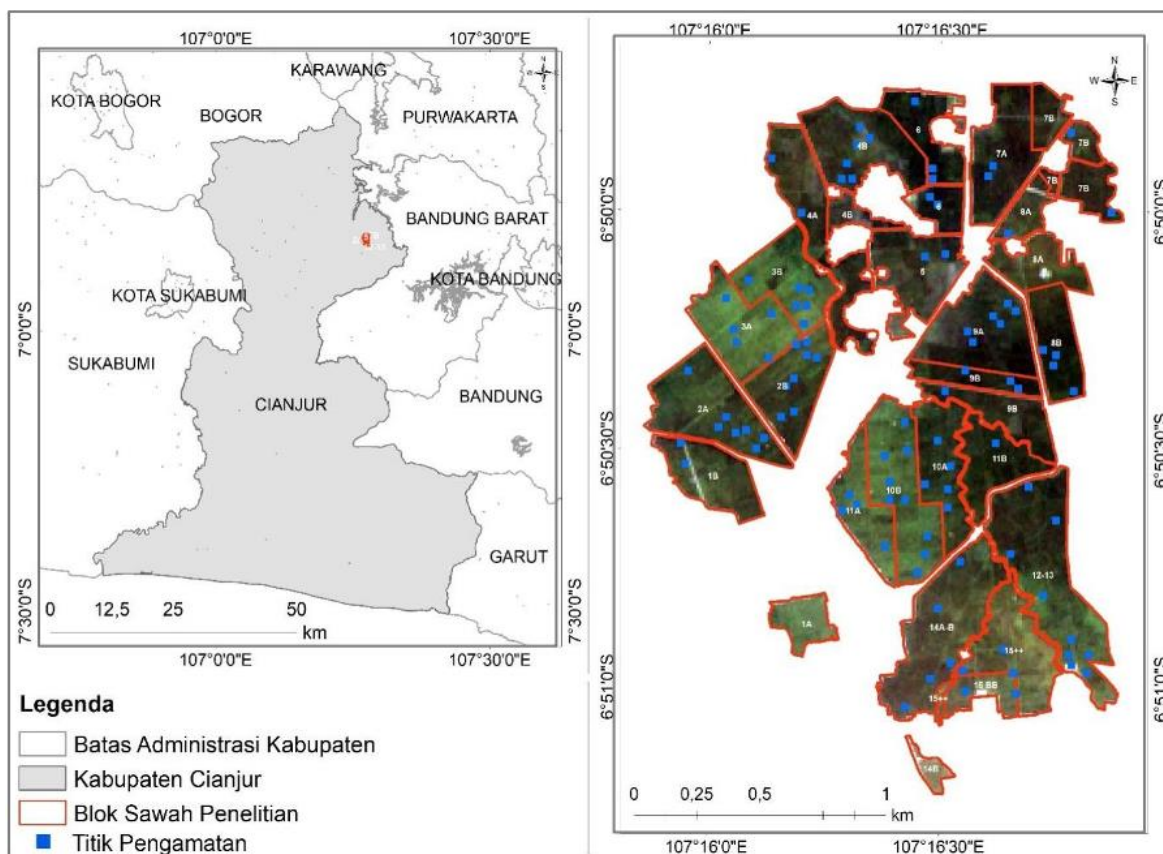 107°0'0"E
107°30'0"E
KARAWANG
KOTA BOGOR
BOGOR
PURWAKARTA
BANDUNG BARAT
KOTA BANDUNG
KOTA SUKABUMI
SUKABUMI
CIANJUR
BANDUNG
GARUT
7°0'0"S
7°0'0"S
7°30'0"S
7°30'0"S
0
12,5
25
50
km
107°0'0"E
107°30'0"E
Legenda
Batas Administrasi Kabupaten
Kabupaten Cianjur
Blok Sawah Penelitian
Titik Pengamatan
107°16'0"E
107°16'30"E
N
W
E
S
6
7B
4B
7A
7B
7B
7B
4A
4B
8A
6°50'0"S
6°50'0"S
3B
6
8A
3A
9A
8B
2B
9B
2A
9B
6°50'30"S
6°50'30"S
1B
10A
11B
10B
11A
12-13
1A
14A-B
15++
6°51'0"S
6°51'0"S
15++
14B
0
0,25
0,5
1
km
107°16'0"E
107°16'30"E